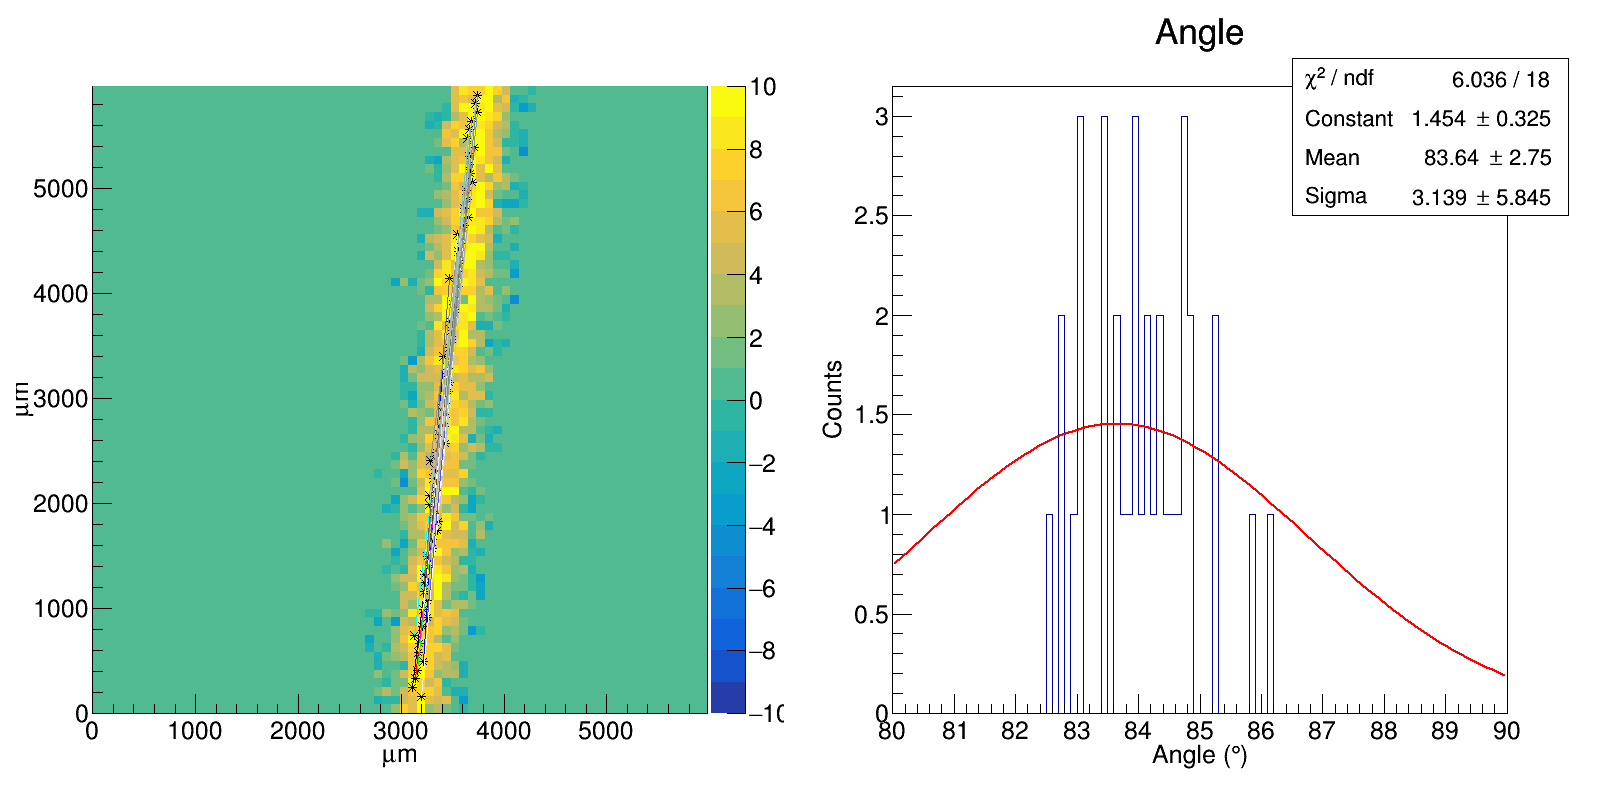 Angle
χ² / ndf 6.036 / 18
Constant 1.454 ± 0.325
Mean 83.64 ± 2.75
Sigma 3.139 ± 5.845
10
8
6
4
2
0
−2
−4
−6
−8
−10
5000
4000
3000
2000
1000
0
μm
0 1000 2000 3000 4000 5000
μm
3
2.5
2
1.5
1
0.5
0
Counts
80 81 82 83 84 85 86 87 88 89 90
Angle (°)